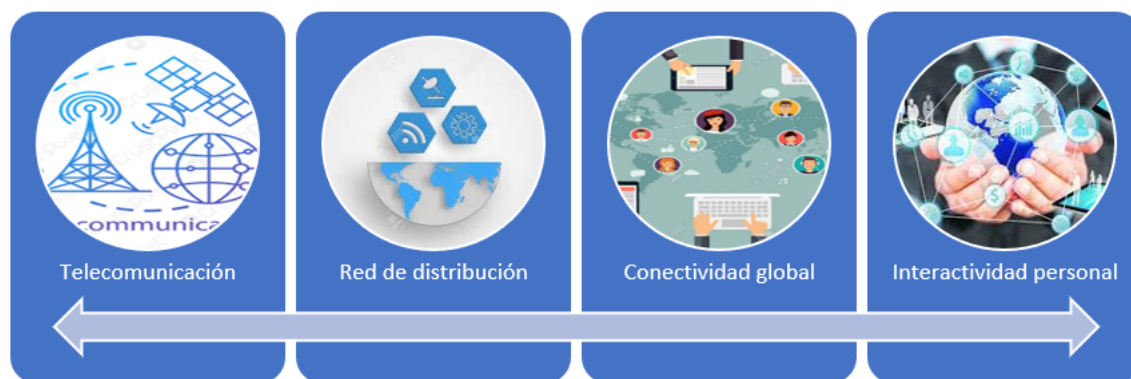 communica
Telecomunicación
Red de distribución
Conectividad global
Interactividad personal